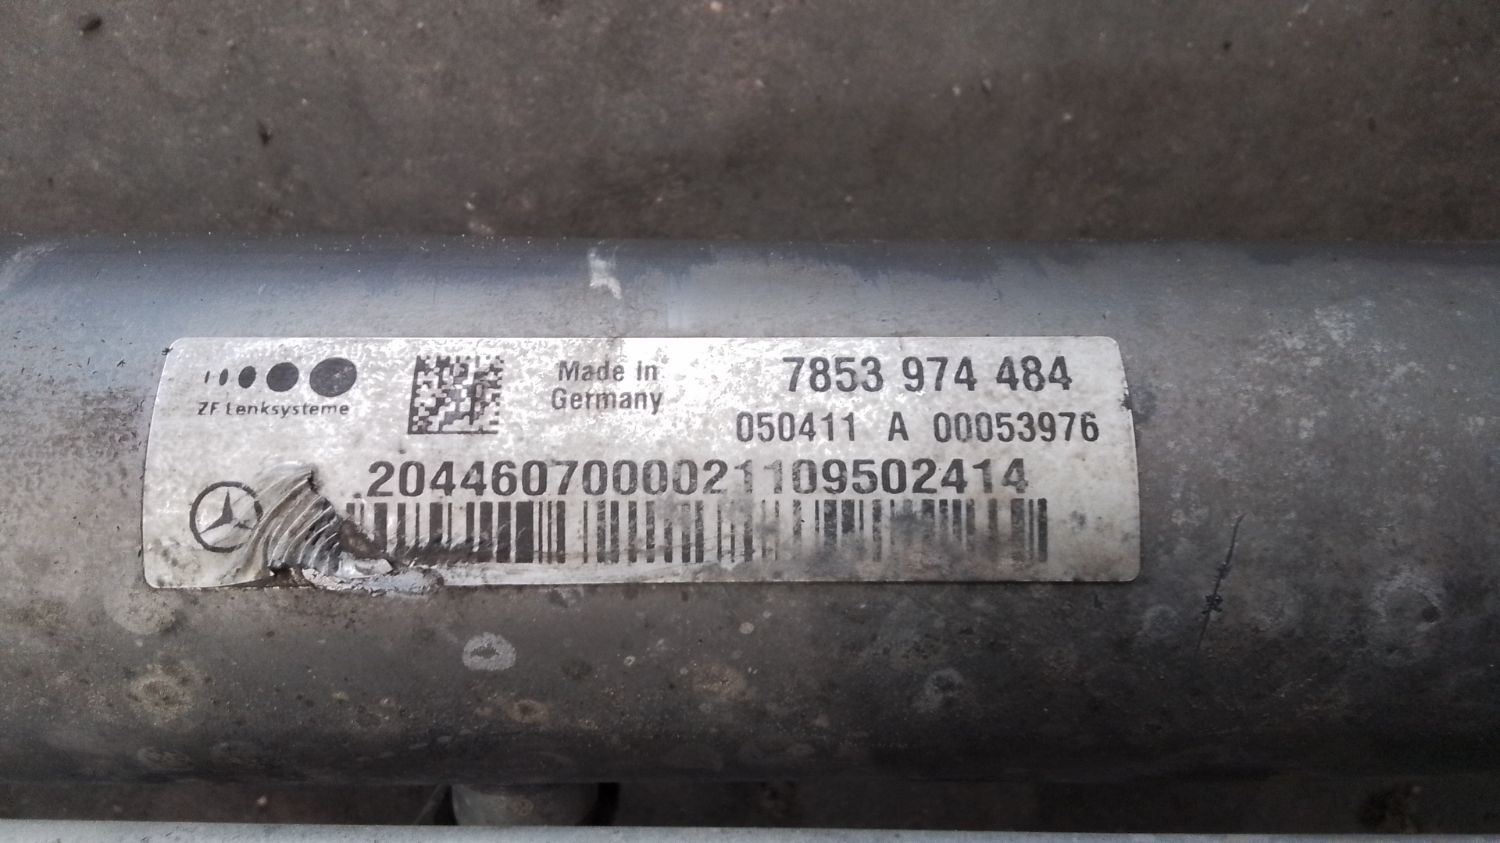 ZF Lenksysteme
Made in
Germany
7853 974 484
050411 A 00053976
2044607000021109502414